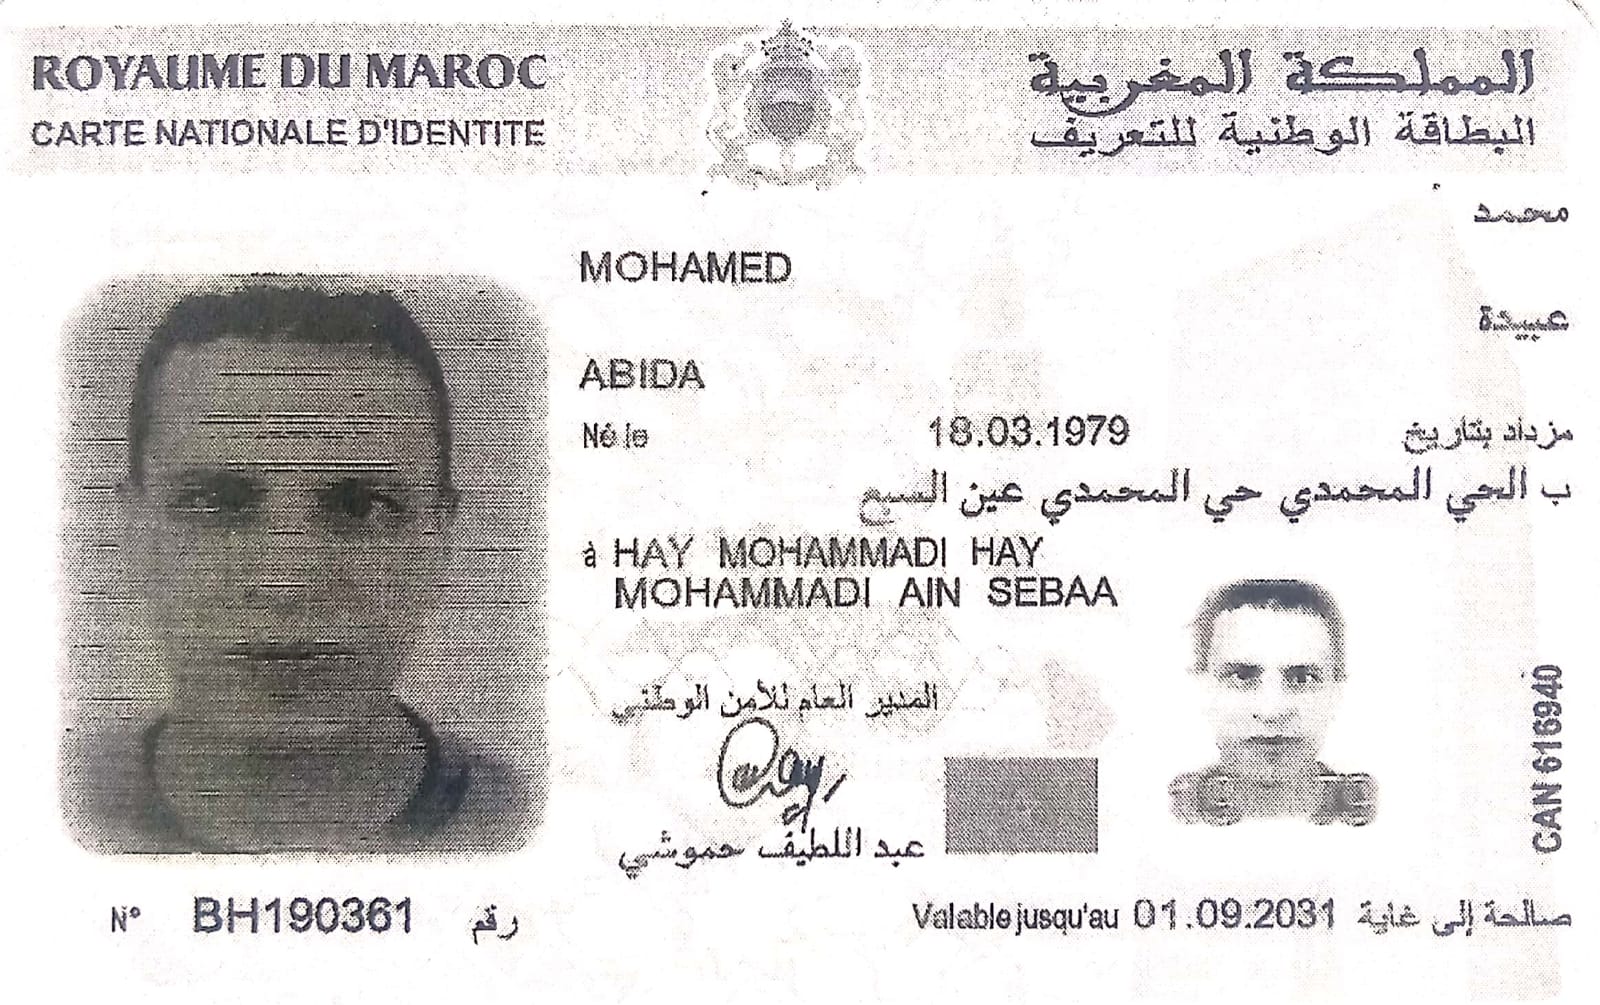 ROYAUME DU MAROC
المملكة المغربية
CARTE NATIONALE D'IDENTITE
البطاقة الوطنية للتعريف
محمد
MOHAMED
عبيدة
ABIDA
Né le 18.03.1979 مزداد بتاريخ
ب الحي المحمدي حي المحمدي عين السبع
à HAY MOHAMMADI HAY
MOHAMMADI AIN SEBAA
المدير العام للأمن الوطني
عبد اللطيف حموشي
CAN 616940
N° BH190361 رقم
Valable jusqu'au 01.09.2031 صالحة إلى غاية